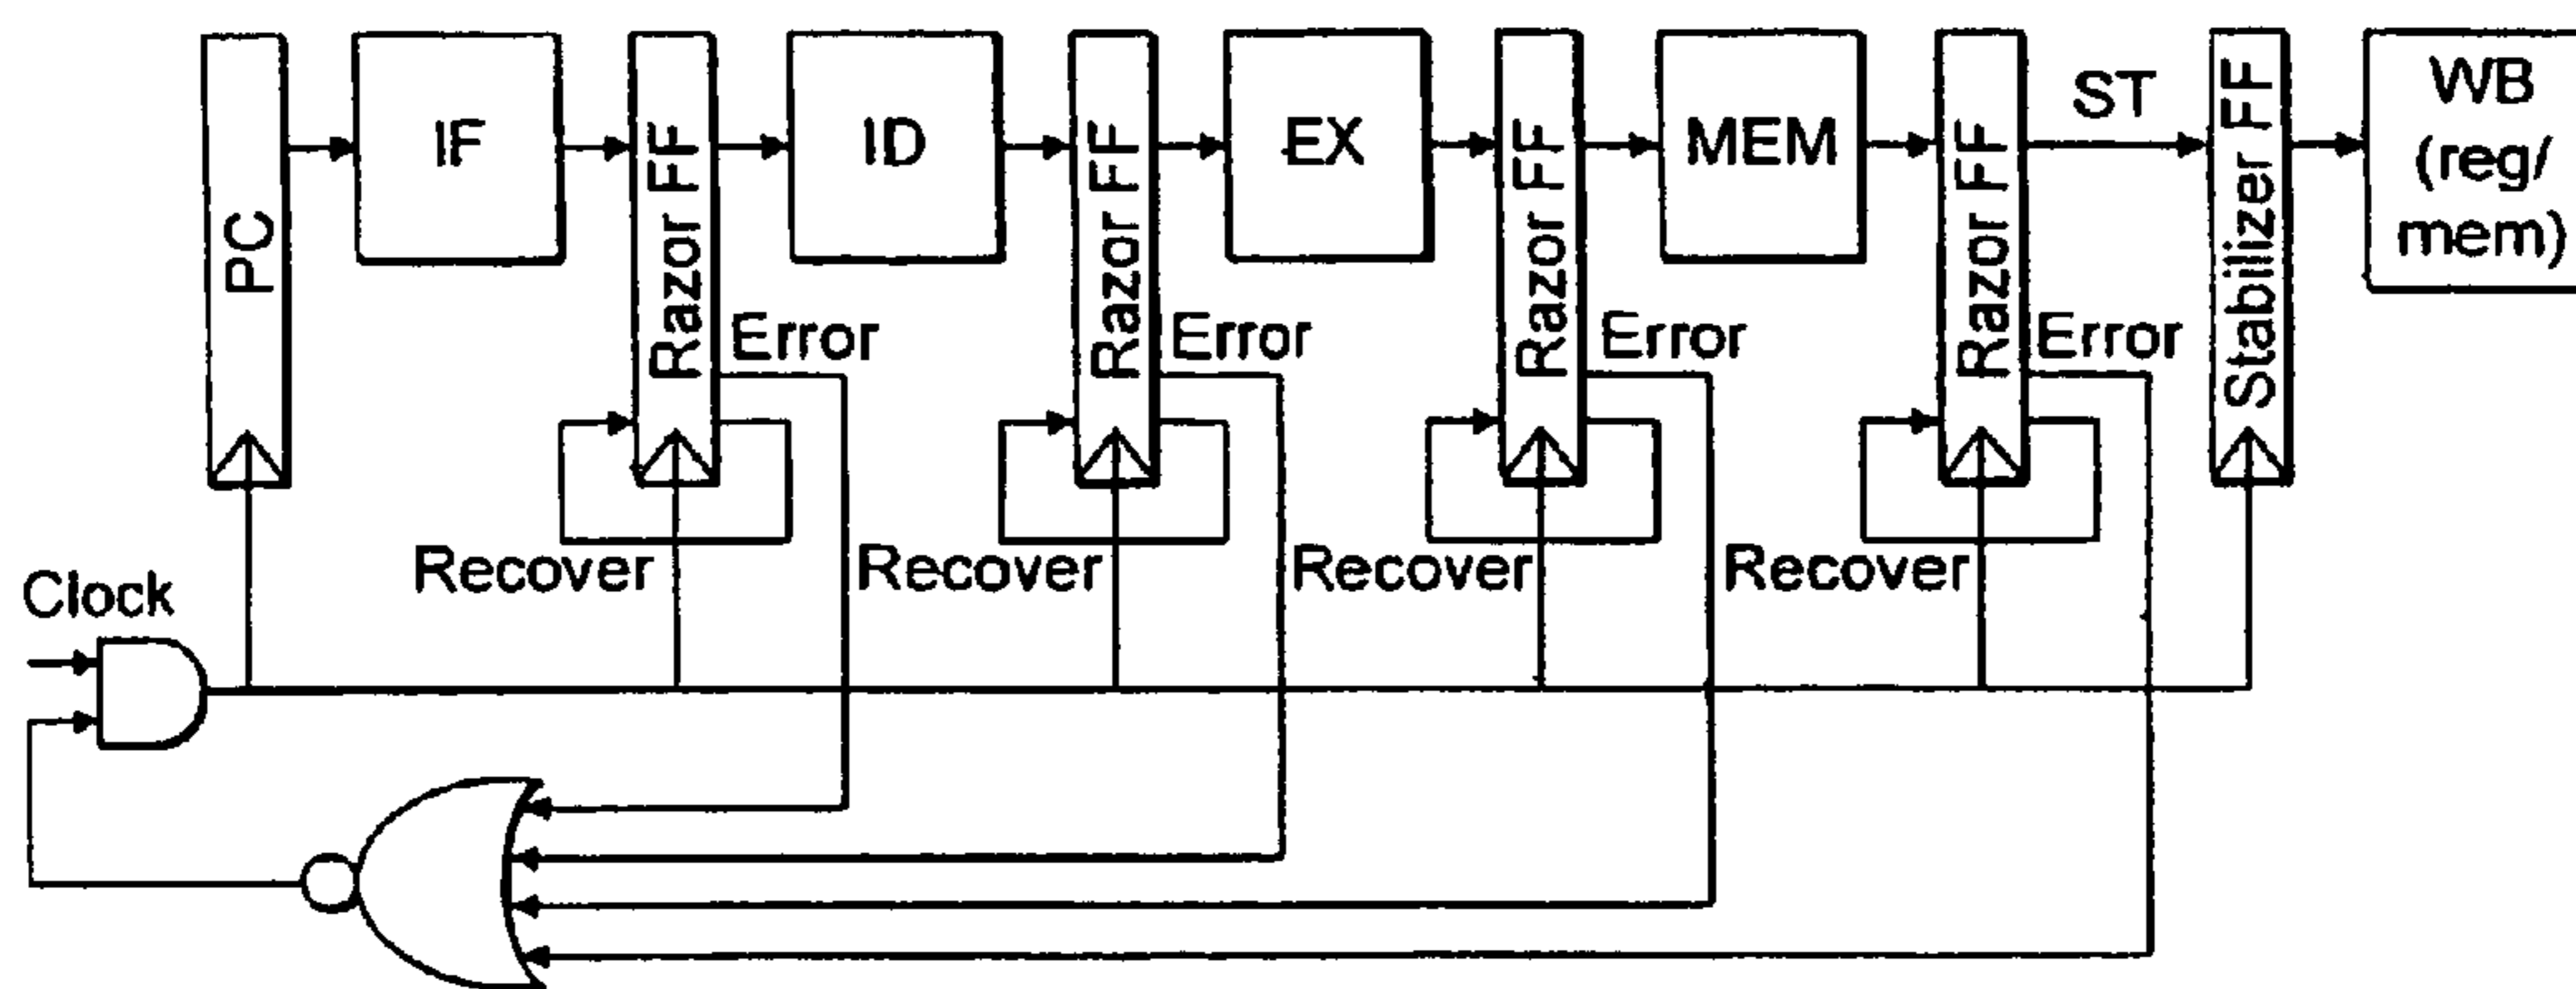 PC
IF
Razor FF
ID
Razor FF
EX
Razor FF
MEM
Razor FF
ST
Stabilizer FF
WB
(reg/
mem)
Error
Error
Error
Error
Recover
Recover
Recover
Recover
Clock